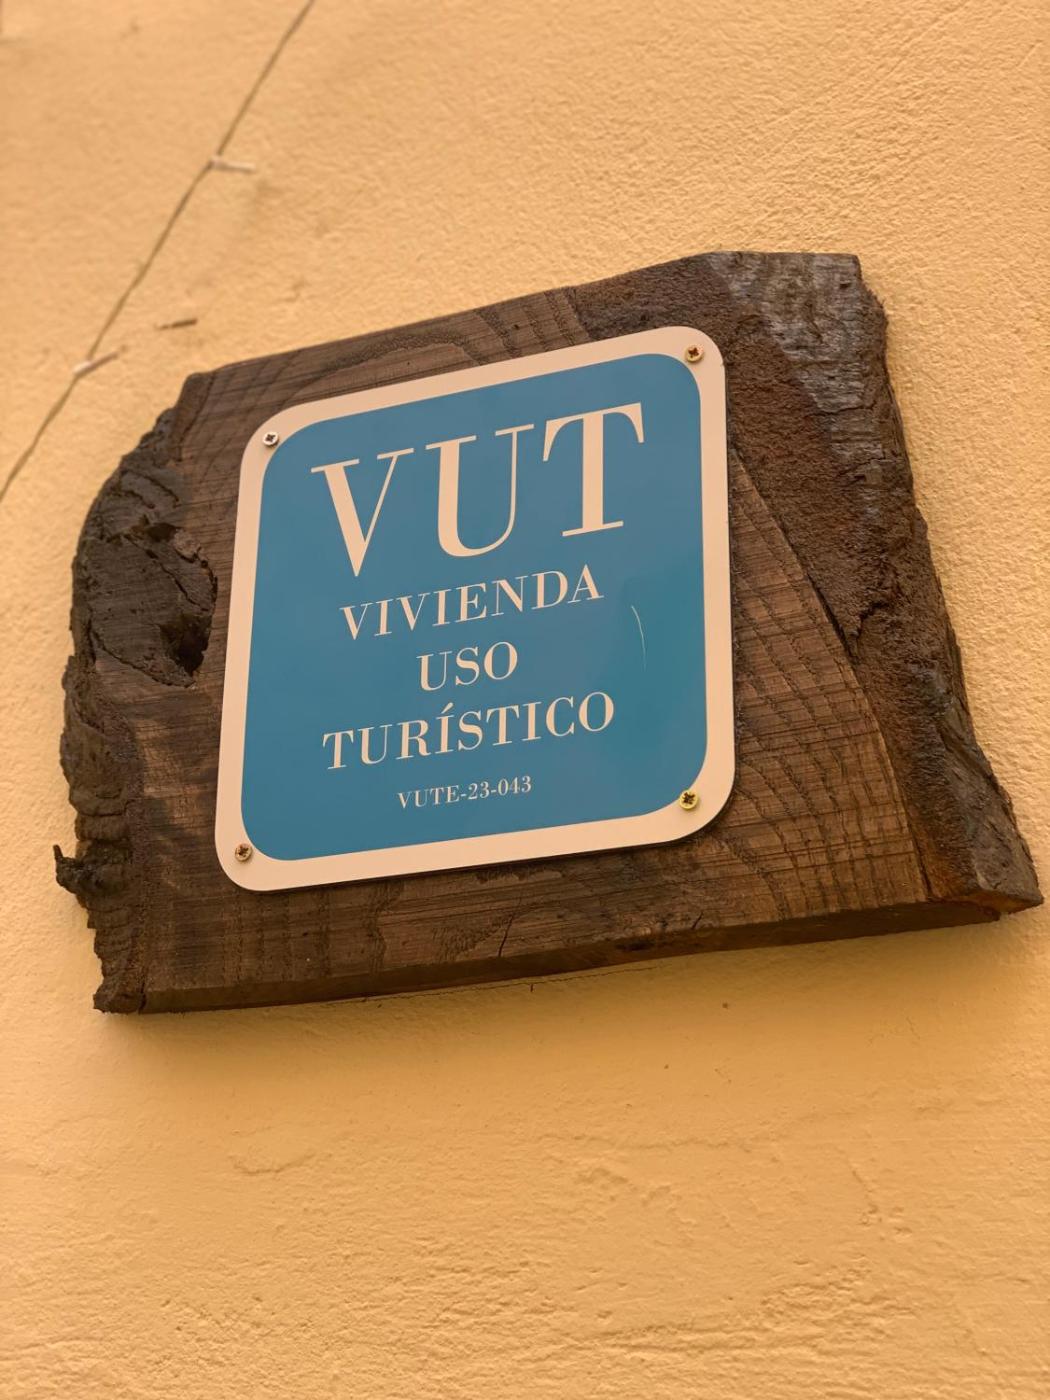 VUT
VIVIENDA
USO
TURÍSTICO
VUTE-23-043